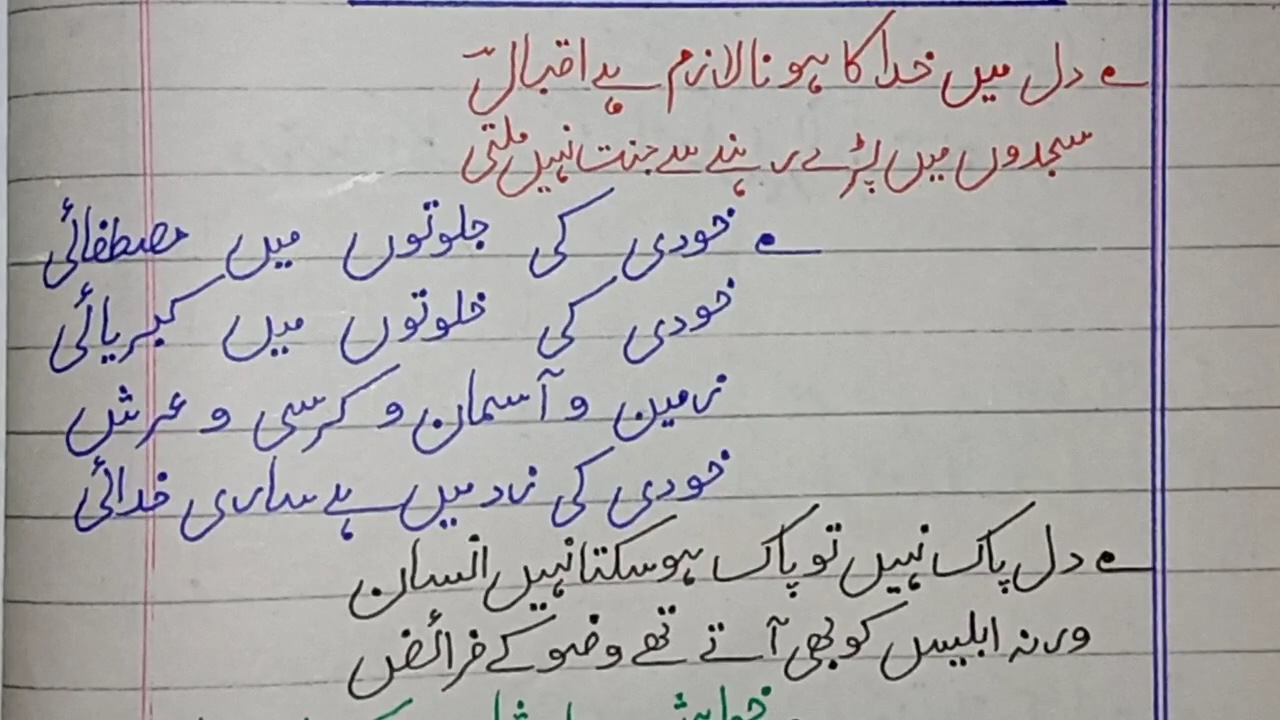 ؎ دل میں خدا کا ہونا لازم ہے اقبالؔ
سجدوں میں پڑے رہنے سے جنت نہیں ملتی
؎ خودی کی جلوتوں میں مصطفائی
خودی کی خلوتوں میں کبریائی
زمین و آسمان و کرسی و عرش
خودی کی زد میں ہے ساری خدائی
؎ دل پاک نہیں تو پاک ہو سکتا نہیں انسان
ورنہ ابلیس کو بھی آتے تھے وضو کے فرائض